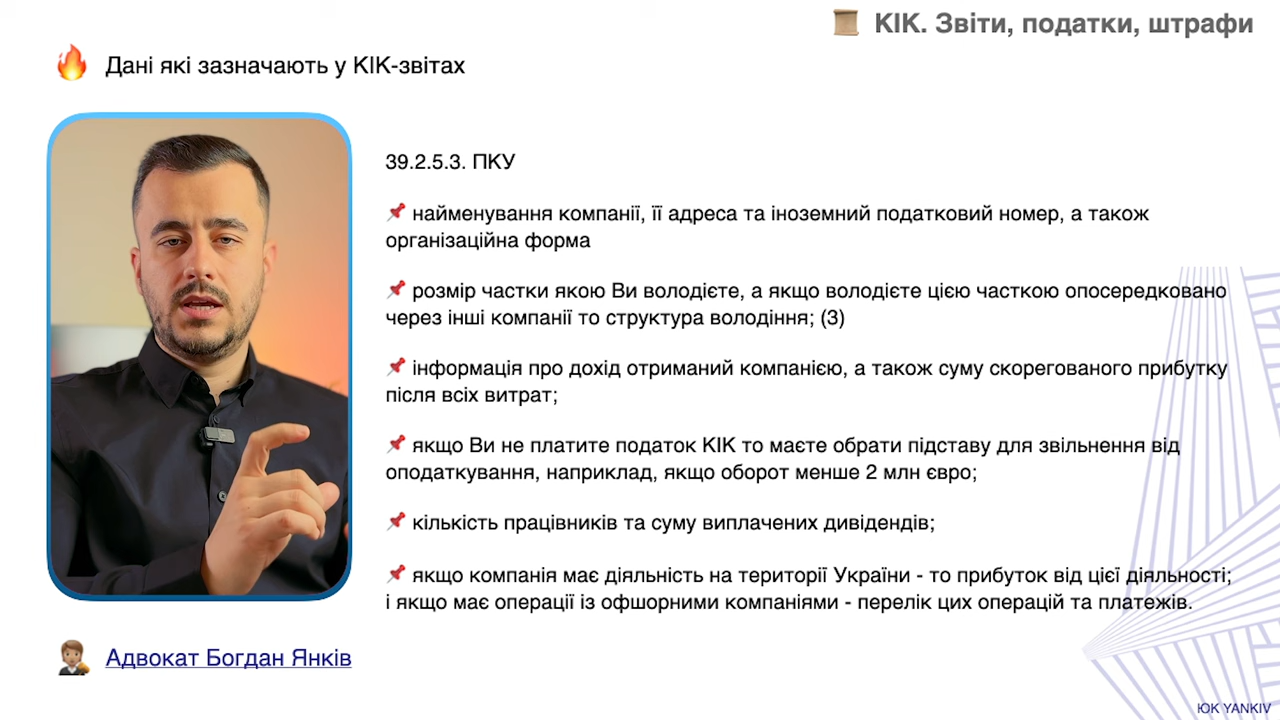 КІК. Звіти, податки, штрафи
Дані які зазначають у КІК-звітах
39.2.5.3. ПКУ
найменування компанії, її адреса та іноземний податковий номер, а також
організаційна форма
розмір частки якою Ви володієте, а якщо володієте цією часткою опосередковано
через інші компанії то структура володіння; (3)
інформація про дохід отриманий компанією, а також суму скорегованого прибутку
після всіх витрат;
якщо Ви не платите податок КІК то маєте обрати підставу для звільнення від
оподаткування, наприклад, якщо оборот менше 2 млн євро;
кількість працівників та суму виплачених дивідендів;
якщо компанія має діяльність на території України - то прибуток від цієї діяльності;
і якщо має операції із офшорними компаніями - перелік цих операцій та платежів.
Адвокат Богдан Янків
ЮК YANKIV